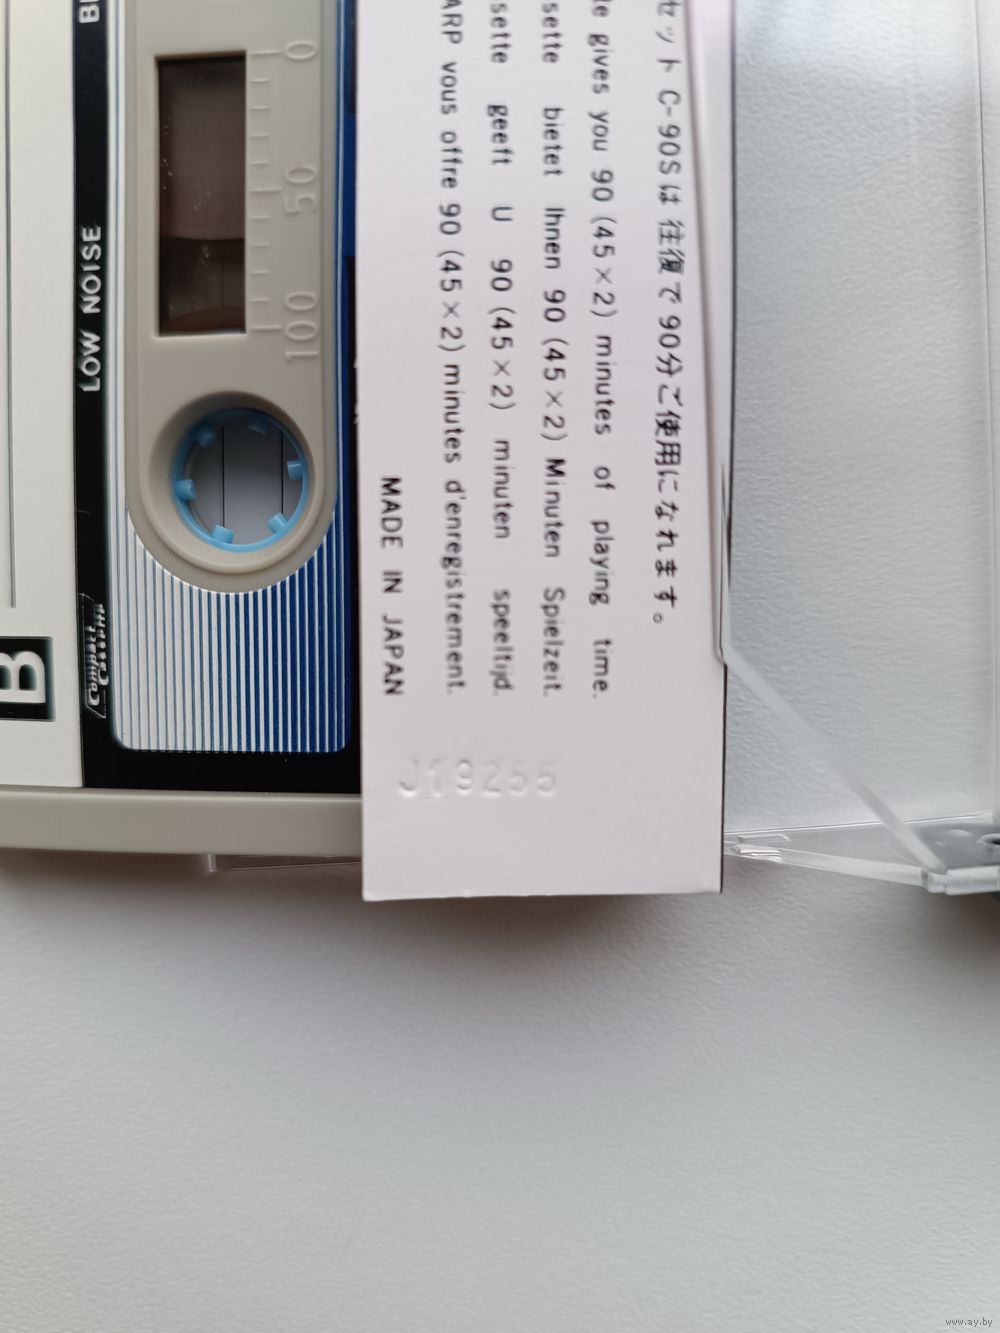 セット C-90Sは 往復で 90分ご使用になれます。
gives you 90 (45×2) minutes of playing time.
sette bietet Ihnen 90 (45×2) Minuten Spielzeit.
sette geeft U 90 (45×2) minuten speeltijd.
ARP vous offre 90 (45×2) minutes d'enregistrement.
MADE IN JAPAN
J19255
0
50
100
LOW NOISE
Compact
Cassette
B
www.ay.by